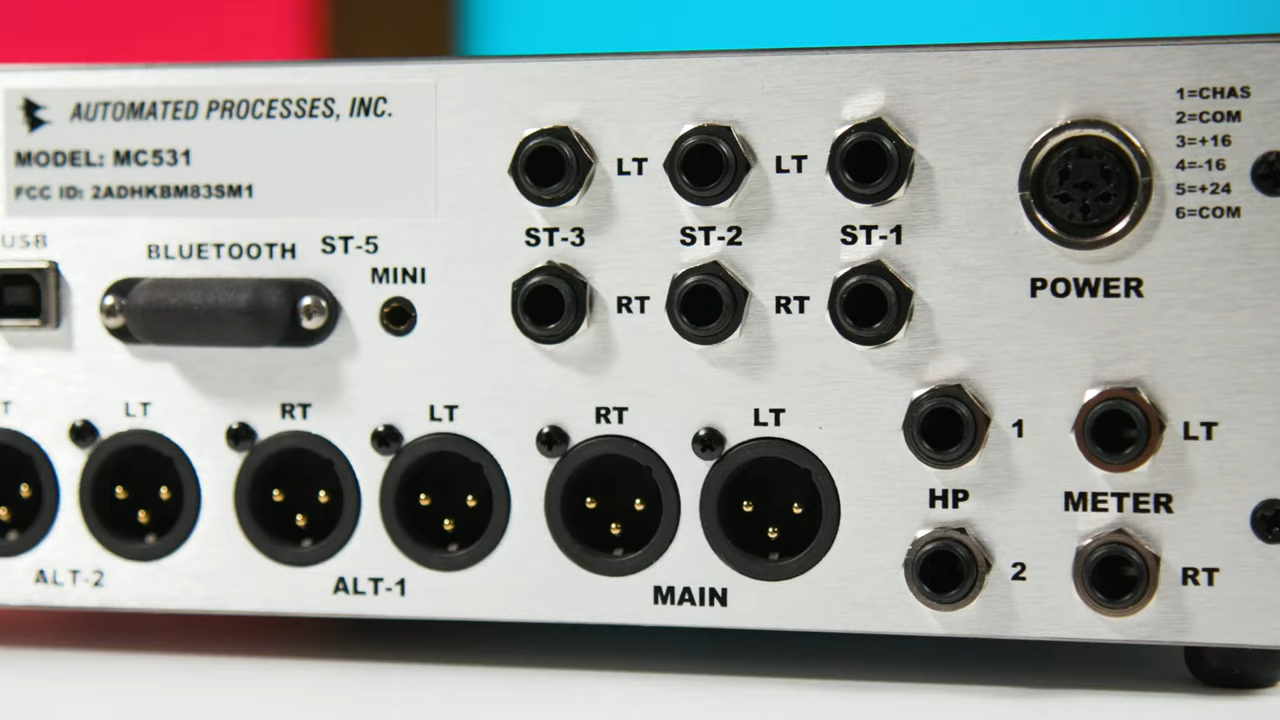 AUTOMATED PROCESSES, INC.
MODEL: MC531
FCC ID: 2ADHKBM83SM1
1=CHAS
2=COM
3=+16
4=-16
5=+24
6=COM
LT
LT
USB
BLUETOOTH
ST-5
MINI
ST-3
ST-2
ST-1
RT
RT
POWER
LT
RT
LT
RT
LT
1
LT
HP
METER
2
RT
ALT-2
ALT-1
MAIN